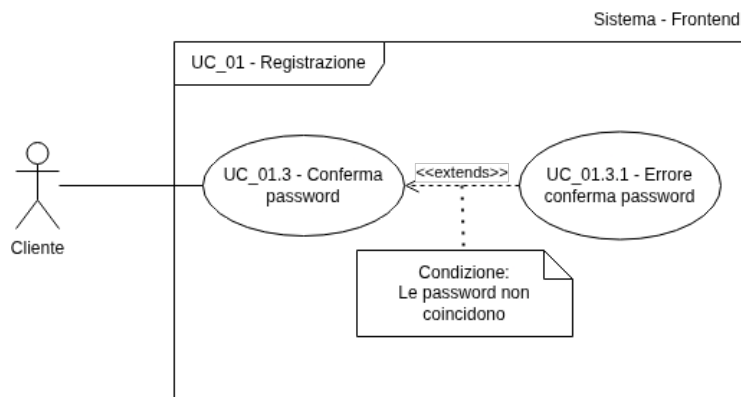 Sistema - Frontend
UC_01 - Registrazione
UC_01.3 - Conferma
password
<<extends>>
UC_01.3.1 - Errore
conferma password
Cliente
Condizione:
Le password non
coincidono